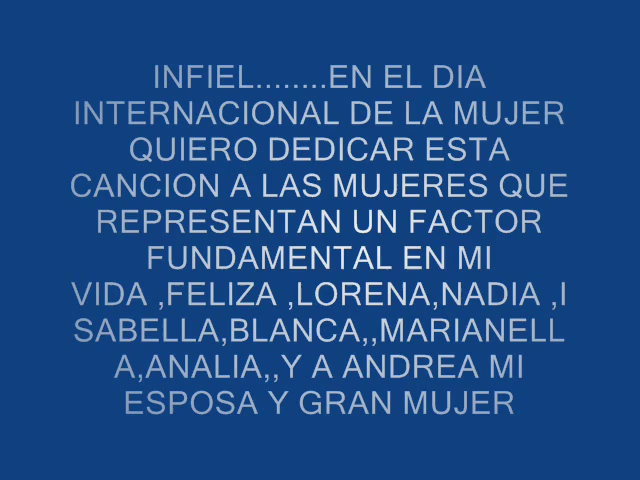 INFIEL........EN EL DIA
INTERNACIONAL DE LA MUJER
QUIERO DEDICAR ESTA
CANCION A LAS MUJERES QUE
REPRESENTAN UN FACTOR
FUNDAMENTAL EN MI
VIDA ,FELIZA ,LORENA,NADIA ,I
SABELLA,BLANCA,,MARIANELL
A,ANALIA,,Y A ANDREA MI
ESPOSA Y GRAN MUJER